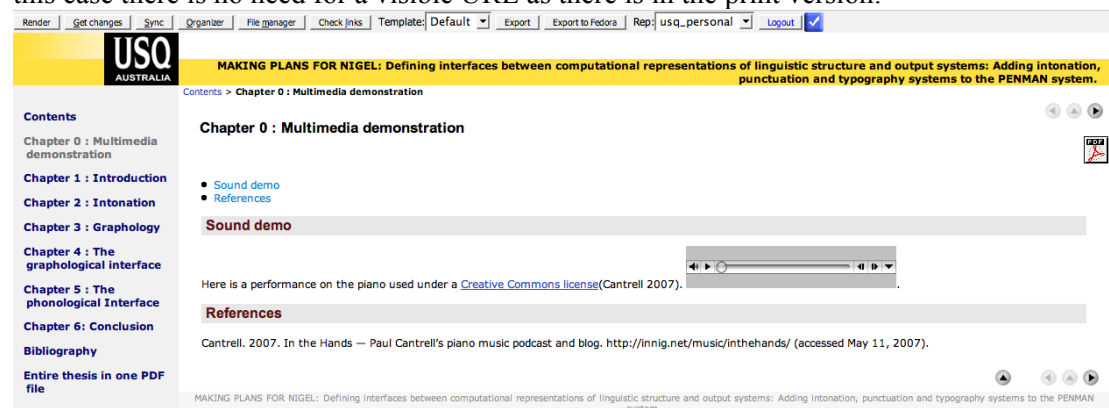 this case there is no need for a visible URL as there is in the print version.
Render Get changes Sync Organizer File manager Check links Template: Default Export Export to Fedora Rep: usq_personal Logout
USQ
AUSTRALIA
MAKING PLANS FOR NIGEL: Defining interfaces between computational representations of linguistic structure and output systems: Adding intonation,
punctuation and typography systems to the PENMAN system.
Contents > Chapter 0 : Multimedia demonstration
Contents
Chapter 0 : Multimedia
demonstration
Chapter 1 : Introduction
Chapter 2 : Intonation
Chapter 3 : Graphology
Chapter 4 : The
graphological interface
Chapter 5 : The
phonological Interface
Chapter 6: Conclusion
Bibliography
Entire thesis in one PDF
file
Chapter 0 : Multimedia demonstration
PDF
Sound demo
References
Sound demo
Here is a performance on the piano used under a Creative Commons license(Cantrell 2007). .
References
Cantrell. 2007. In the Hands — Paul Cantrell's piano music podcast and blog. http://innig.net/music/inthehands/ (accessed May 11, 2007).
MAKING PLANS FOR NIGEL: Defining interfaces between computational representations of linguistic structure and output systems: Adding intonation, punctuation and typography systems to the PENMAN
system.